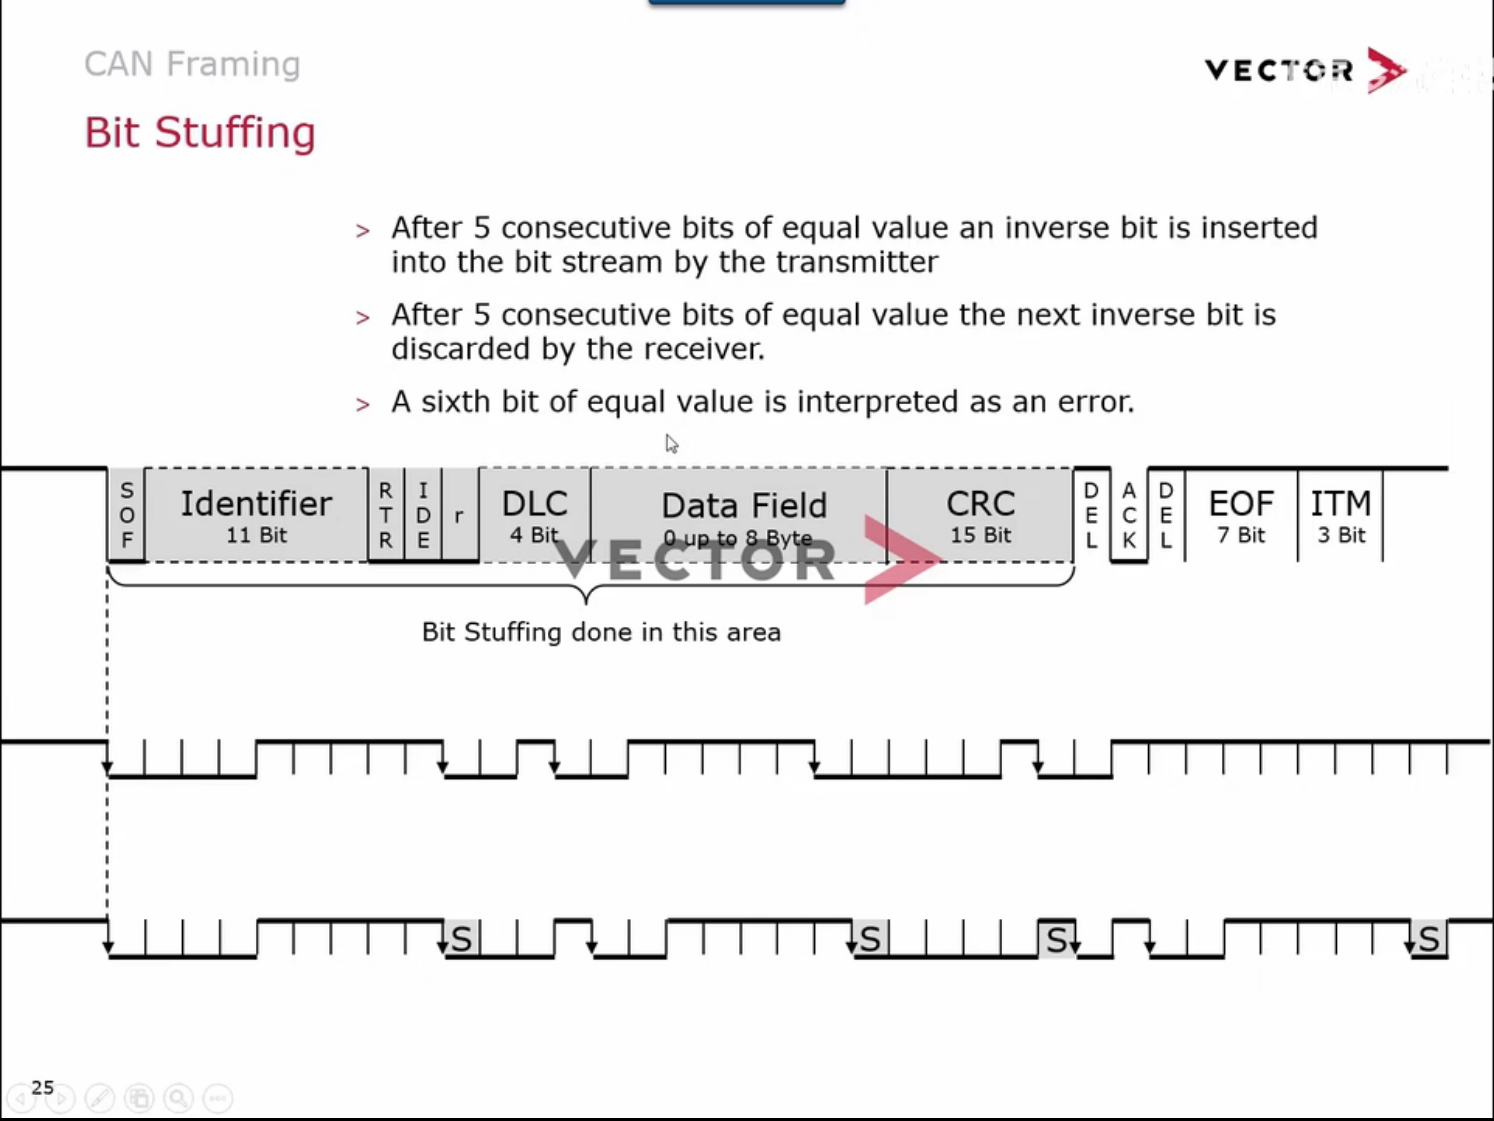 CAN Framing
VECTOR
Bit Stuffing
> After 5 consecutive bits of equal value an inverse bit is inserted
into the bit stream by the transmitter
> After 5 consecutive bits of equal value the next inverse bit is
discarded by the receiver.
> A sixth bit of equal value is interpreted as an error.
SOF
Identifier
11 Bit
RTR
IDE
r
DLC
4 Bit
Data Field
0 up to 8 Byte
CRC
15 Bit
DEL
ACK
DEL
EOF
7 Bit
ITM
3 Bit
VECTOR
Bit Stuffing done in this area
S
S
S
S
25